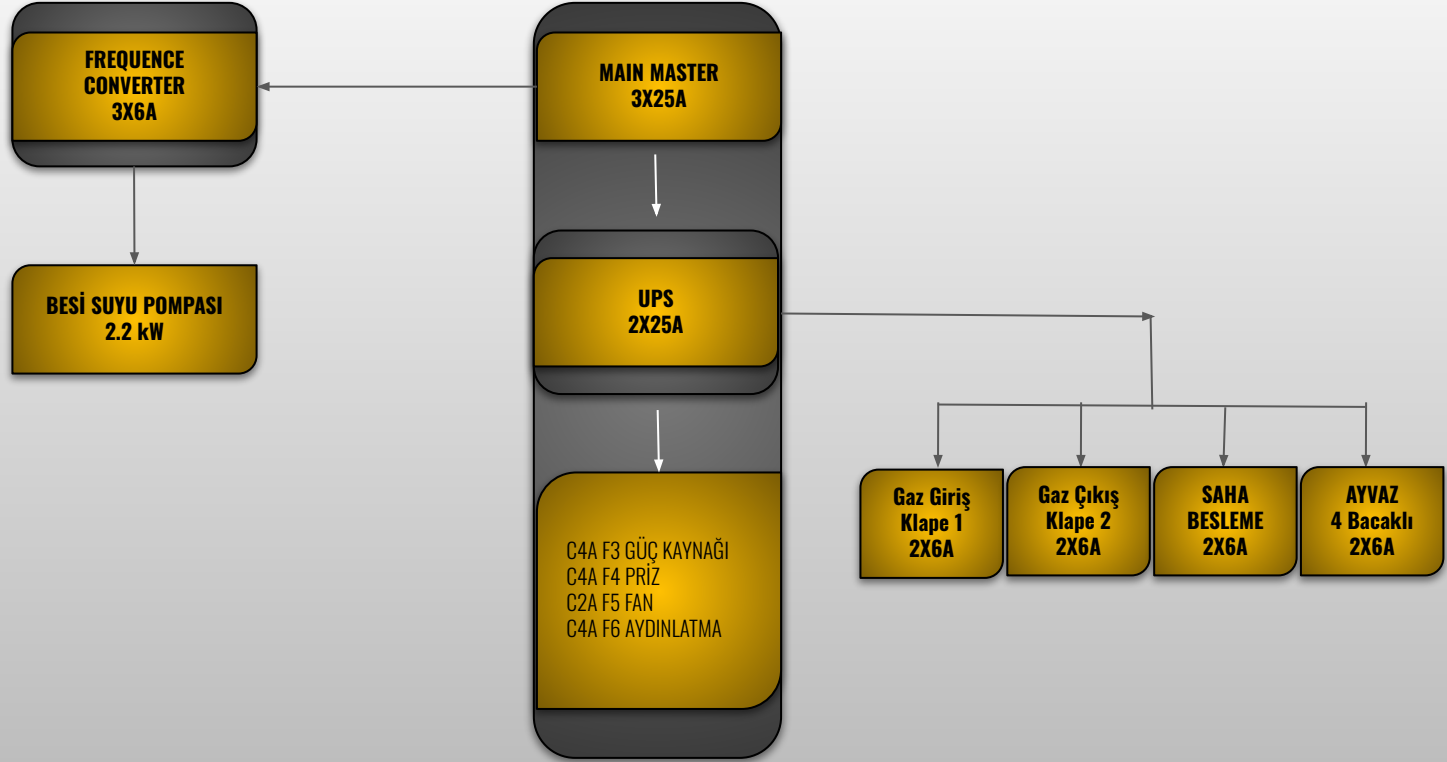 FREQUENCE
CONVERTER
3X6A
MAIN MASTER
3X25A
BESİ SUYU POMPASI
2.2 kW
UPS
2X25A
Gaz Giriş
Klape 1
2X6A
Gaz Çıkış
Klape 2
2X6A
SAHA
BESLEME
2X6A
AYVAZ
4 Bacaklı
2X6A
C4A F3 GÜÇ KAYNAĞI
C4A F4 PRİZ
C2A F5 FAN
C4A F6 AYDINLATMA